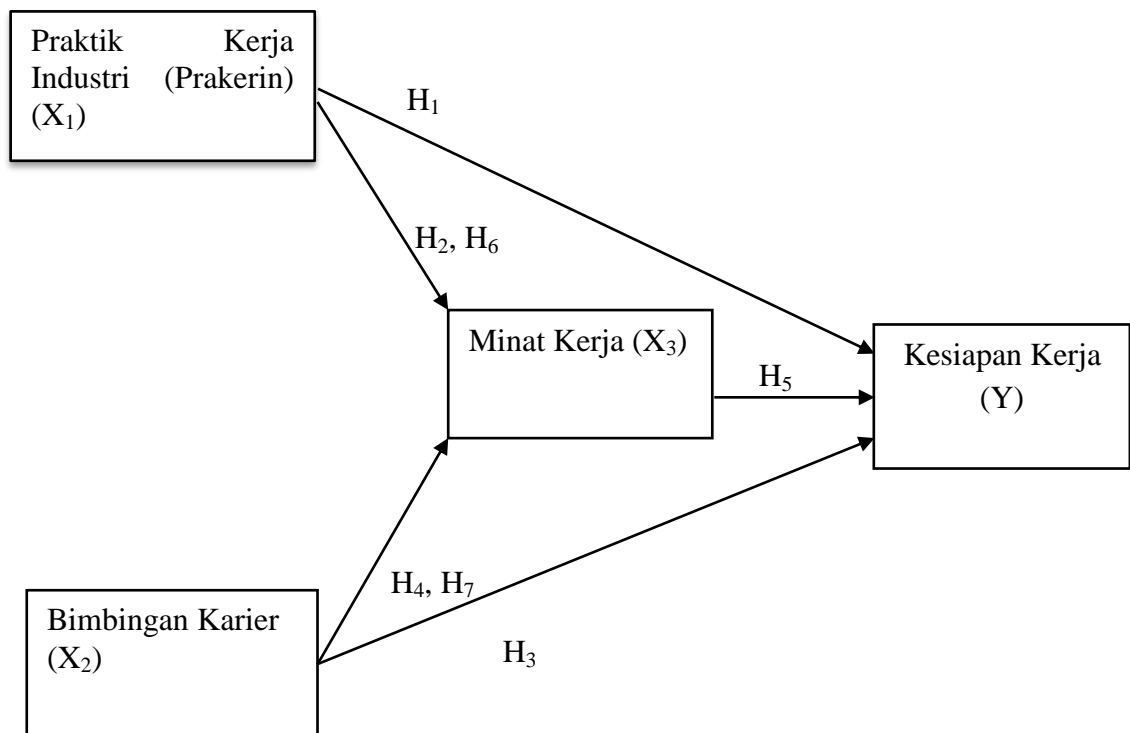 Praktik Kerja
Industri (Prakerin)
(X₁)
H₁
H₂, H₆
Minat Kerja (X₃)
H₅
Kesiapan Kerja
(Y)
H₄, H₇
Bimbingan Karier
(X₂)
H₃